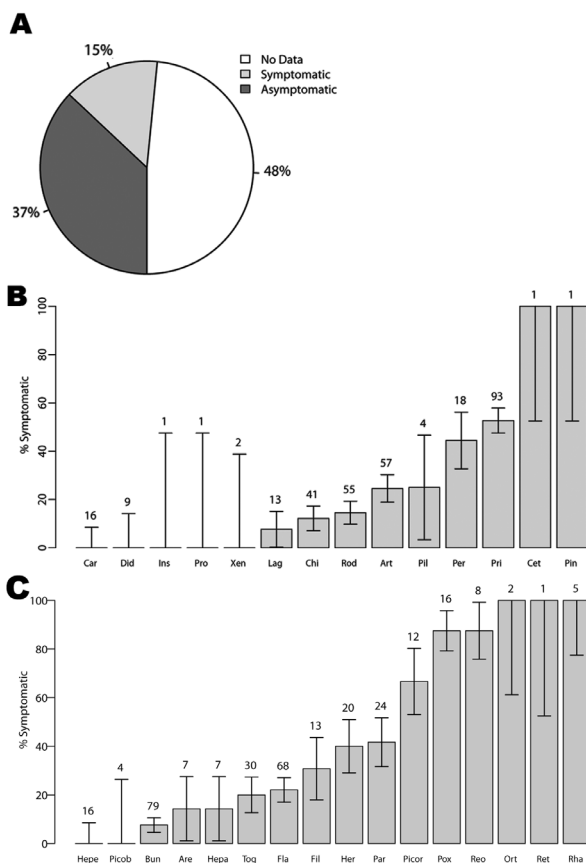 A
15%
No Data
Symptomatic
Asymptomatic
48%
37%
B
% Symptomatic
0 20 40 60 80 100
16 9 1 1 2 13 41 55 57 4 18 93 1 1
Car Did Ins Pro Xen Lag Chi Rod Art Pil Per Pri Cet Pin
C
% Symptomatic
0 20 40 60 80 100
16 4 79 7 7 30 68 13 20 24 12 16 8 2 1 5
Hepe Picob Bun Are Hepa Tog Fla Fil Her Par Picor Pox Reo Ort Ret Rha